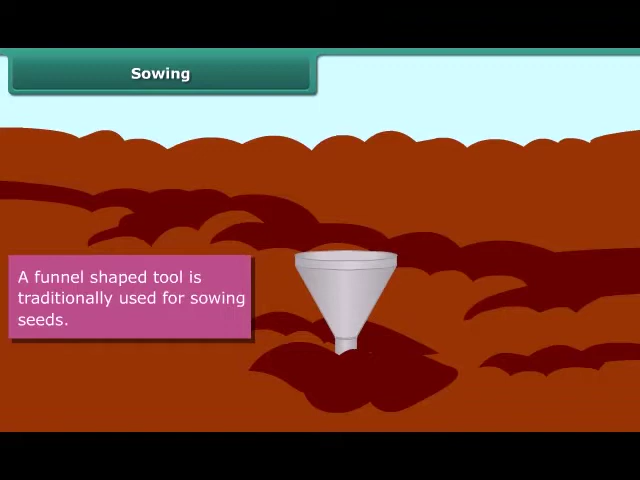 Sowing
A funnel shaped tool is
traditionally used for sowing
seeds.